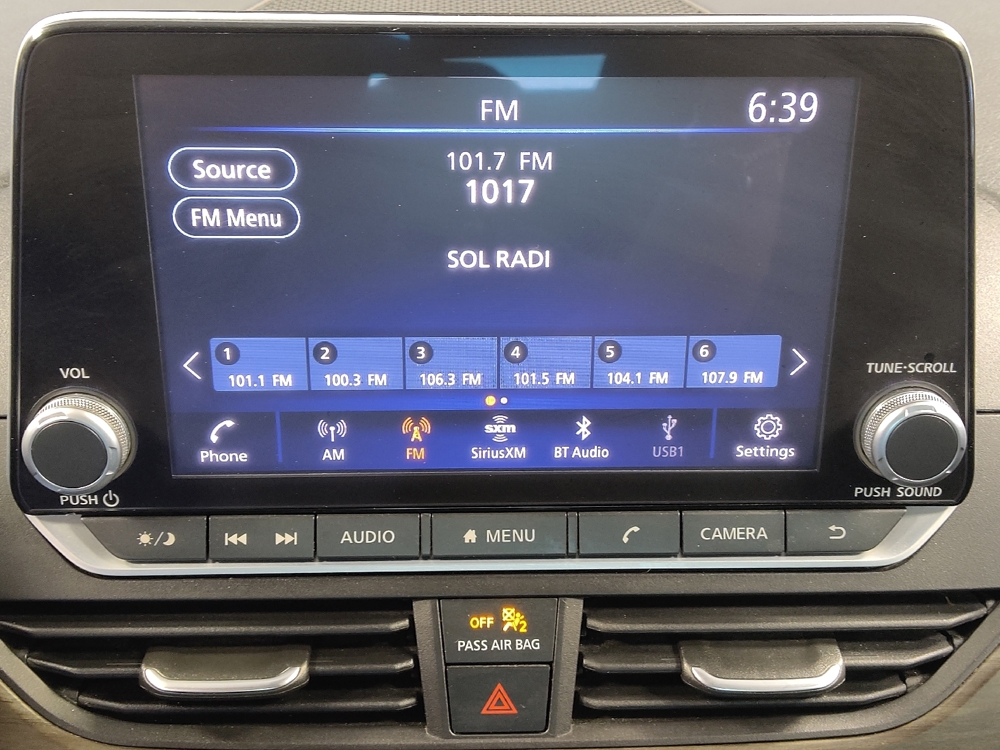 FM
6:39
Source
101.7 FM
1017
FM Menu
SOL RADI
1
2
3
4
5
6
101.1 FM
100.3 FM
106.3 FM
101.5 FM
104.1 FM
107.9 FM
VOL
TUNE•SCROLL
Phone
AM
FM
sxm
SiriusXM
BT Audio
USB1
Settings
PUSH
PUSH SOUND
AUDIO
MENU
CAMERA
OFF
2
PASS AIR BAG